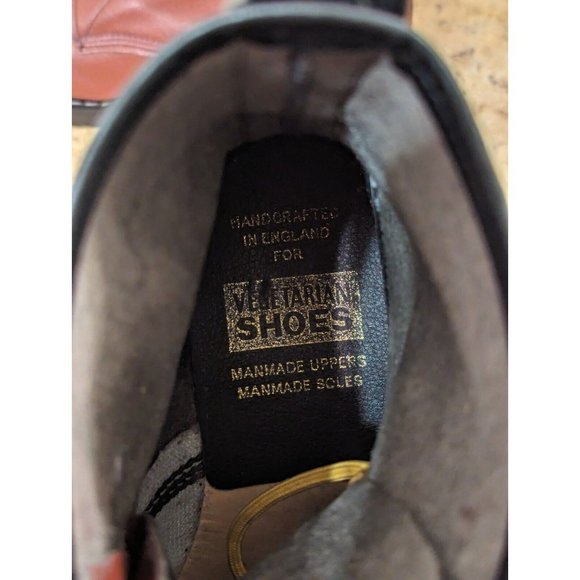 HANDCRAFTED
IN ENGLAND
FOR
VEGETARIAN
SHOES
MANMADE UPPERS
MANMADE SOLES